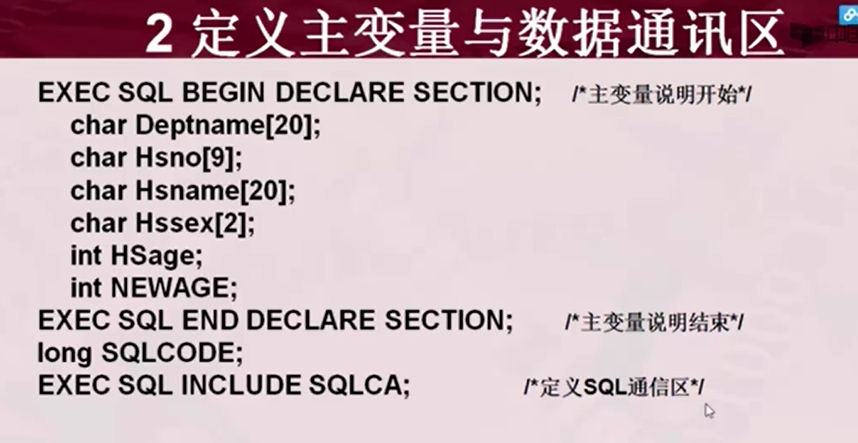 2 定义主变量与数据通讯区
EXEC SQL BEGIN DECLARE SECTION; /*主变量说明开始*/
char Deptname[20];
char Hsno[9];
char Hsname[20];
char Hssex[2];
int HSage;
int NEWAGE;
EXEC SQL END DECLARE SECTION; /*主变量说明结束*/
long SQLCODE;
EXEC SQL INCLUDE SQLCA; /*定义SQL通信区*/